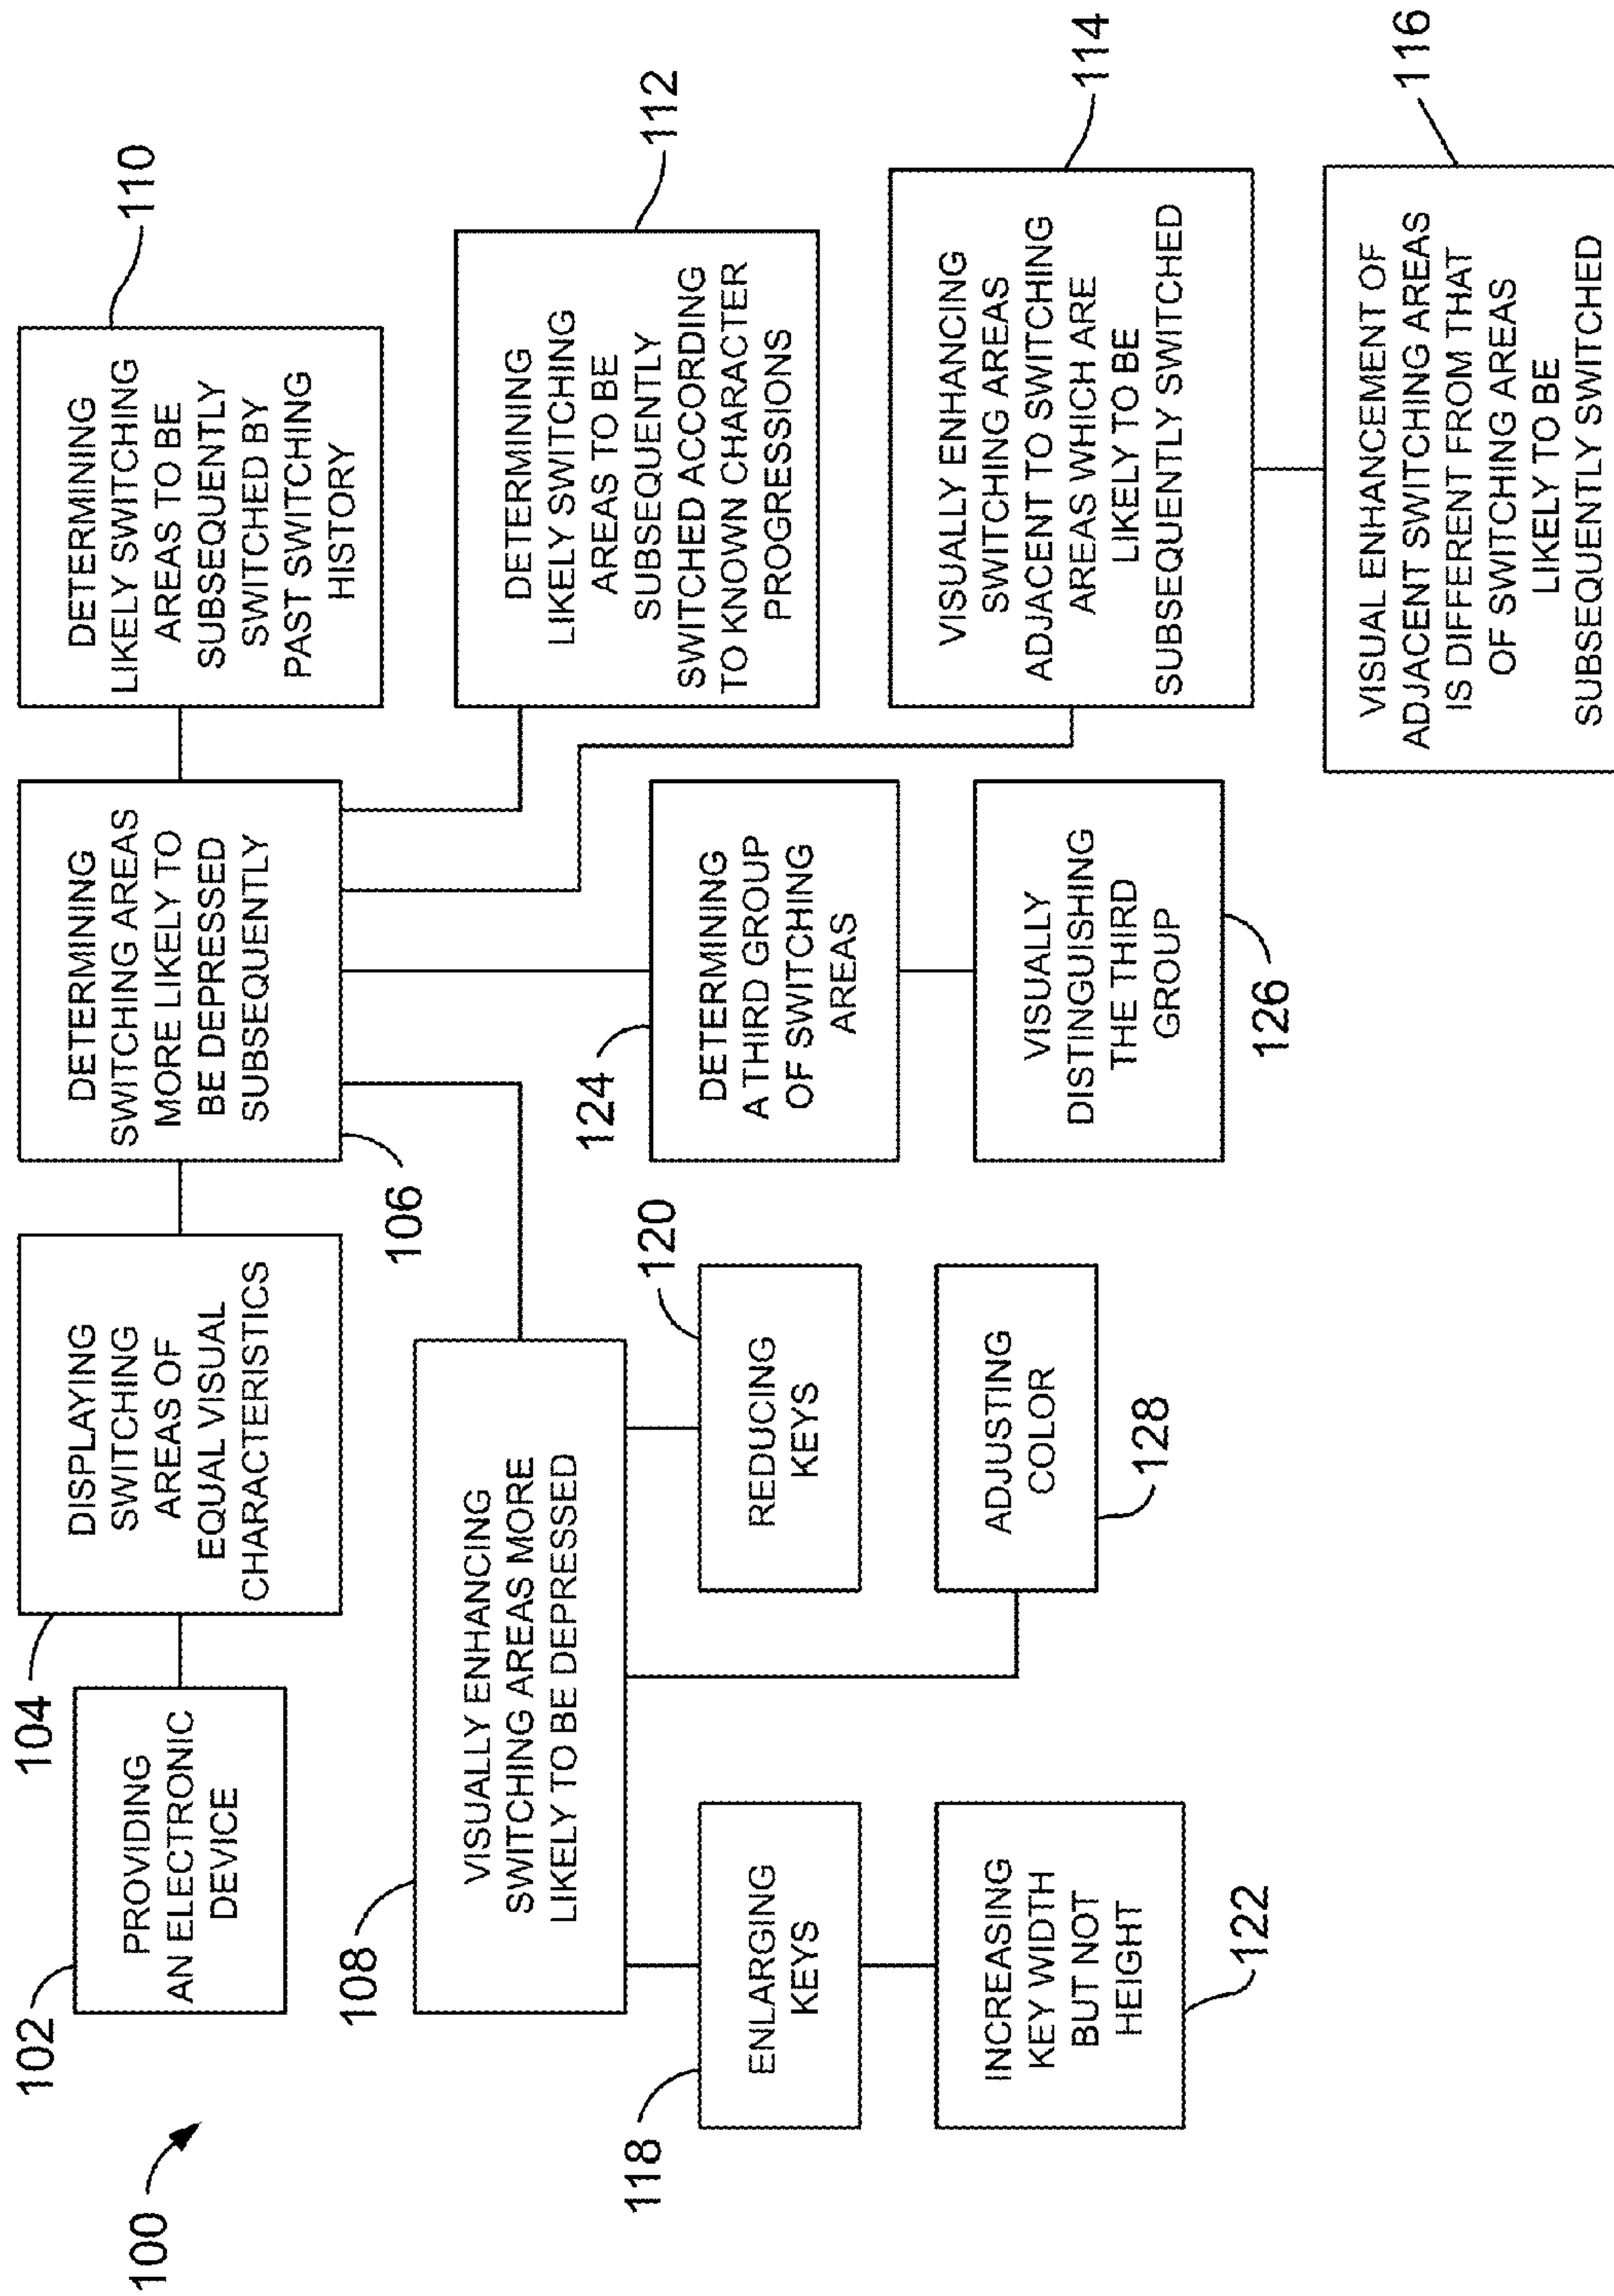 100
102
PROVIDING
AN ELECTRONIC
DEVICE
104
DISPLAYING
SWITCHING
AREAS OF
EQUAL VISUAL
CHARACTERISTICS
106
DETERMINING
SWITCHING AREAS
MORE LIKELY TO
BE DEPRESSED
SUBSEQUENTLY
110
DETERMINING
LIKELY SWITCHING
AREAS TO BE
SUBSEQUENTLY
SWITCHED BY
PAST SWITCHING
HISTORY
108
VISUALLY ENHANCING
SWITCHING AREAS MORE
LIKELY TO BE DEPRESSED
112
DETERMINING
LIKELY SWITCHING
AREAS TO BE
SUBSEQUENTLY
SWITCHED ACCORDING
TO KNOWN CHARACTER
PROGRESSIONS
118
ENLARGING
KEYS
120
REDUCING
KEYS
124
DETERMINING
A THIRD GROUP
OF SWITCHING
AREAS
114
VISUALLY ENHANCING
SWITCHING AREAS
ADJACENT TO SWITCHING
AREAS WHICH ARE
LIKELY TO BE
SUBSEQUENTLY SWITCHED
122
INCREASING
KEY WIDTH
BUT NOT
HEIGHT
128
ADJUSTING
COLOR
126
VISUALLY
DISTINGUISHING
THE THIRD
GROUP
116
VISUAL ENHANCEMENT OF
ADJACENT SWITCHING AREAS
IS DIFFERENT FROM THAT
OF SWITCHING AREAS
LIKELY TO BE
SUBSEQUENTLY SWITCHED